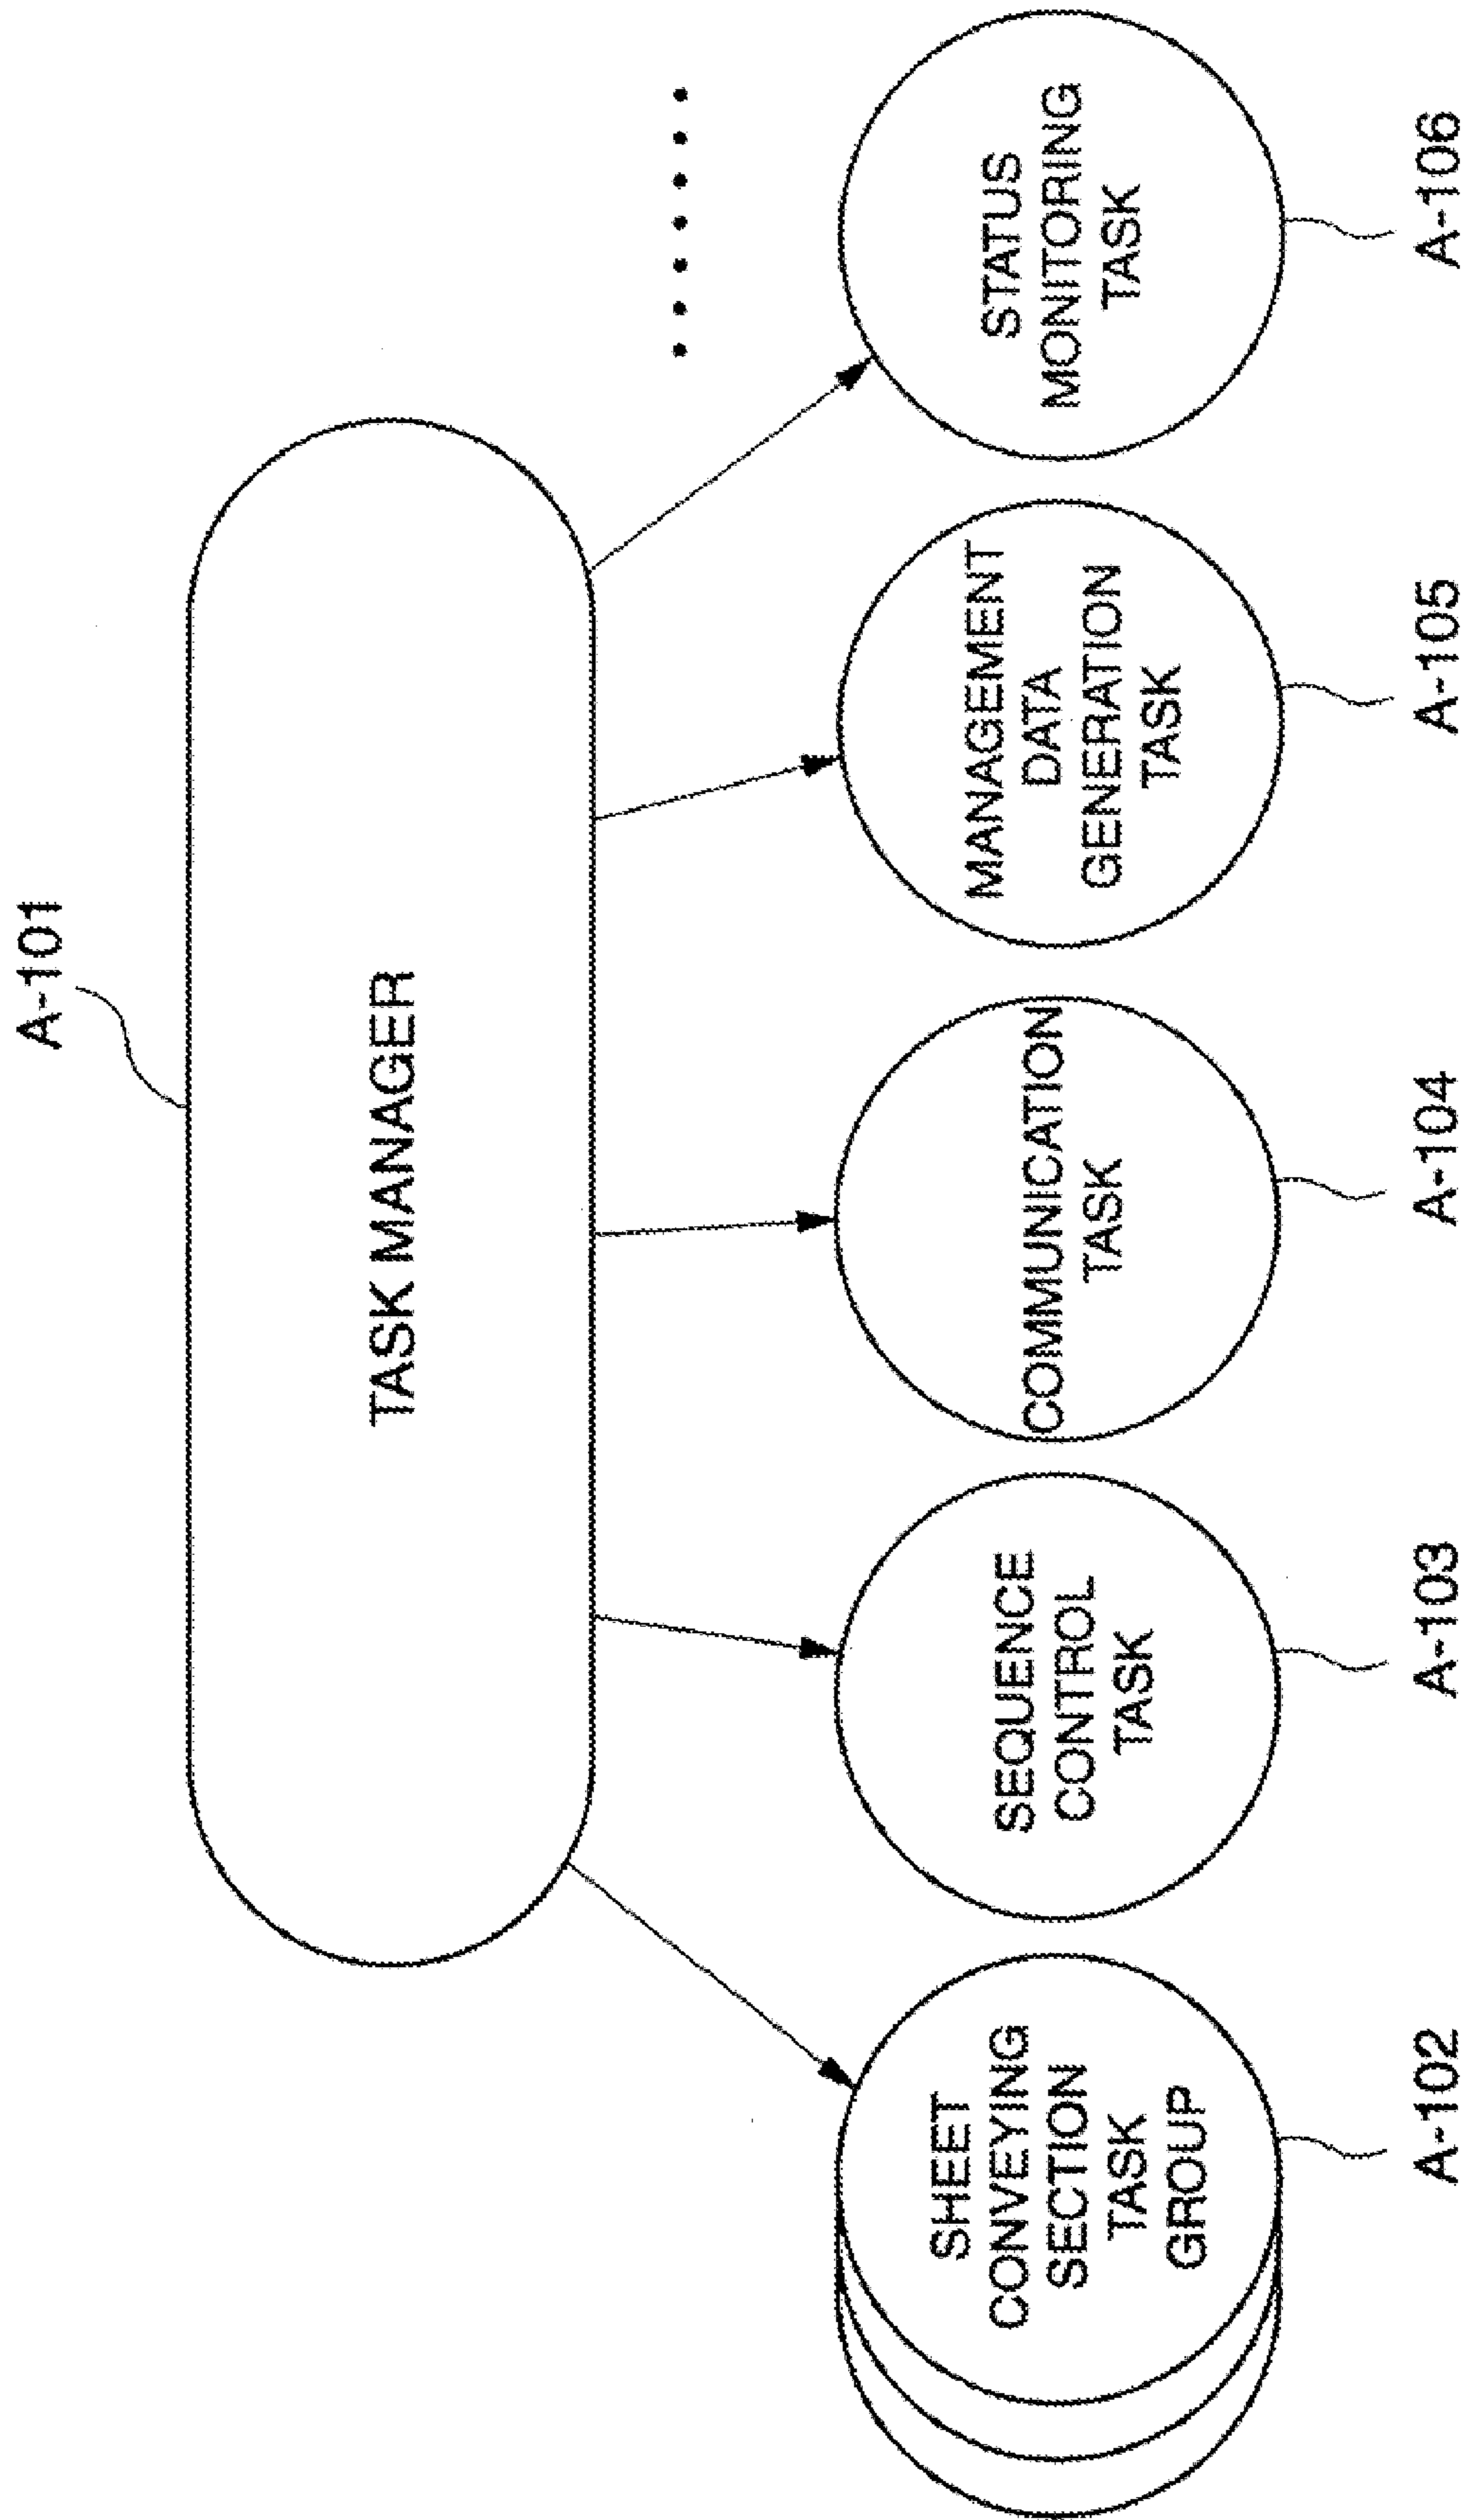 A-101
TASK MANAGER
SHEET
CONVEYING
SECTION
TASK
GROUP
SEQUENCE
CONTROL
TASK
COMMUNICATION
TASK
MANAGEMENT
DATA
GENERATION
TASK
STATUS
MONITORING
TASK
A-102
A-103
A-104
A-105
A-106